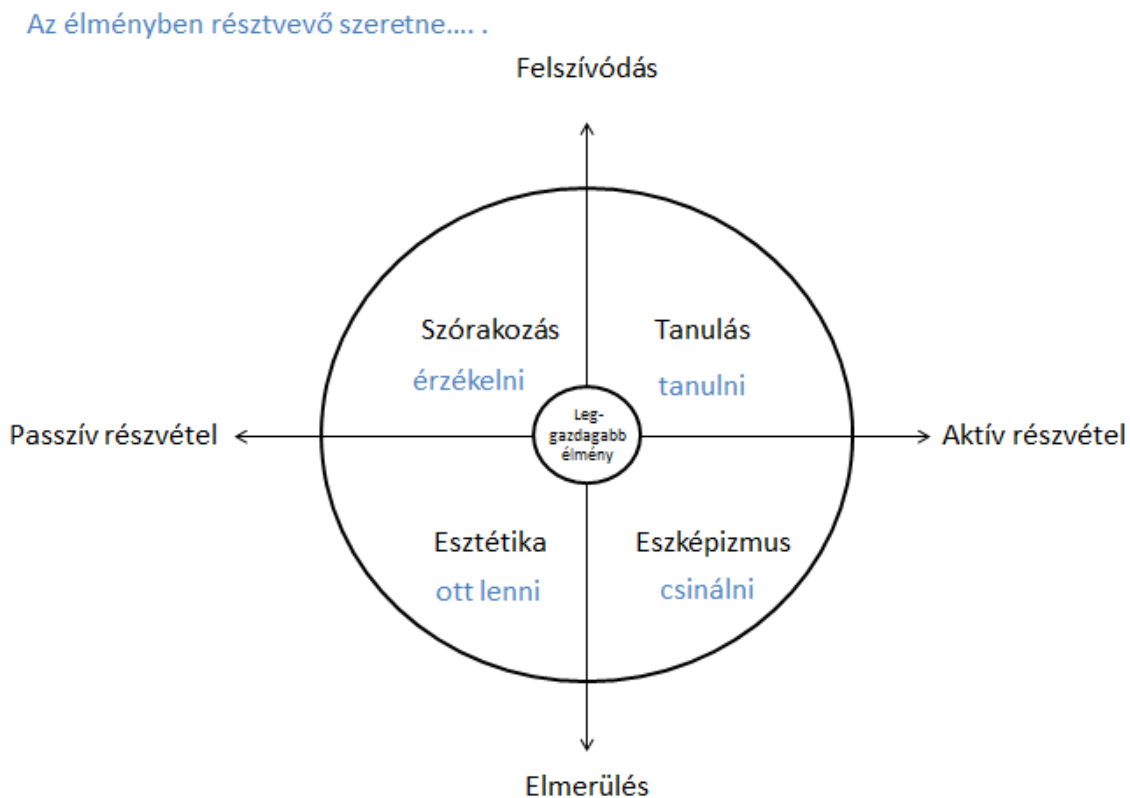 Az élményben résztvevő szeretne.... .
Felszívódás
Szórakozás
érzékelni
Tanulás
tanulni
Passzív részvétel
Leg-
gazdagabb
élmény
Aktív részvétel
Esztétika
ott lenni
Eszképizmus
csinálni
Elmerülés